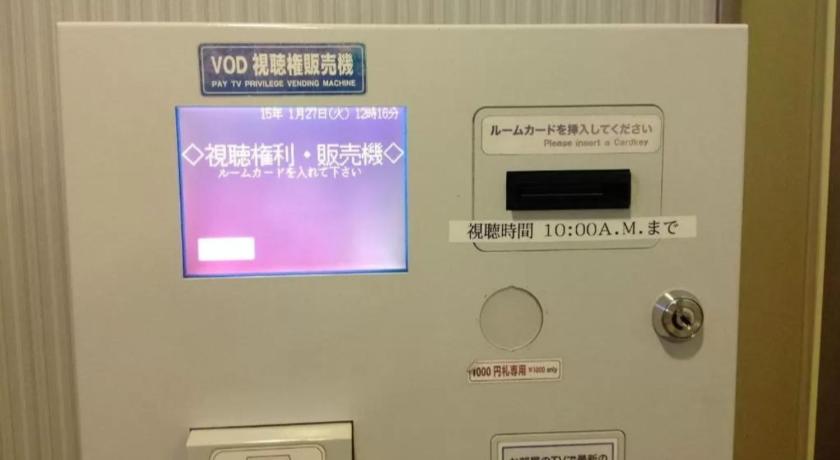 VOD 視聴権販売機
PAY TV PRIVILEGE VENDING MACHINE
15年 1月27日(火) 12時16分
◇視聴権利・販売機◇
ルームカードを入れて下さい
ルームカードを挿入してください
Please insert a Cardkey
視聴時間 10:00A.M.まで
¥1000 only
円札専用